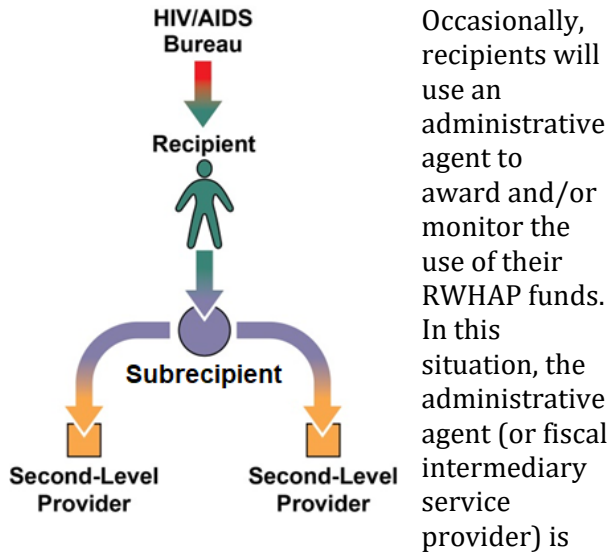 HIV/AIDS
Bureau
Recipient
Subrecipient
Second-Level
Provider
Second-Level
Provider
Occasionally,
recipients will
use an
administrative
agent to
award and/or
monitor the
use of their
RWHAP funds.
In this
situation, the
administrative
agent (or fiscal
intermediary
service
provider) is